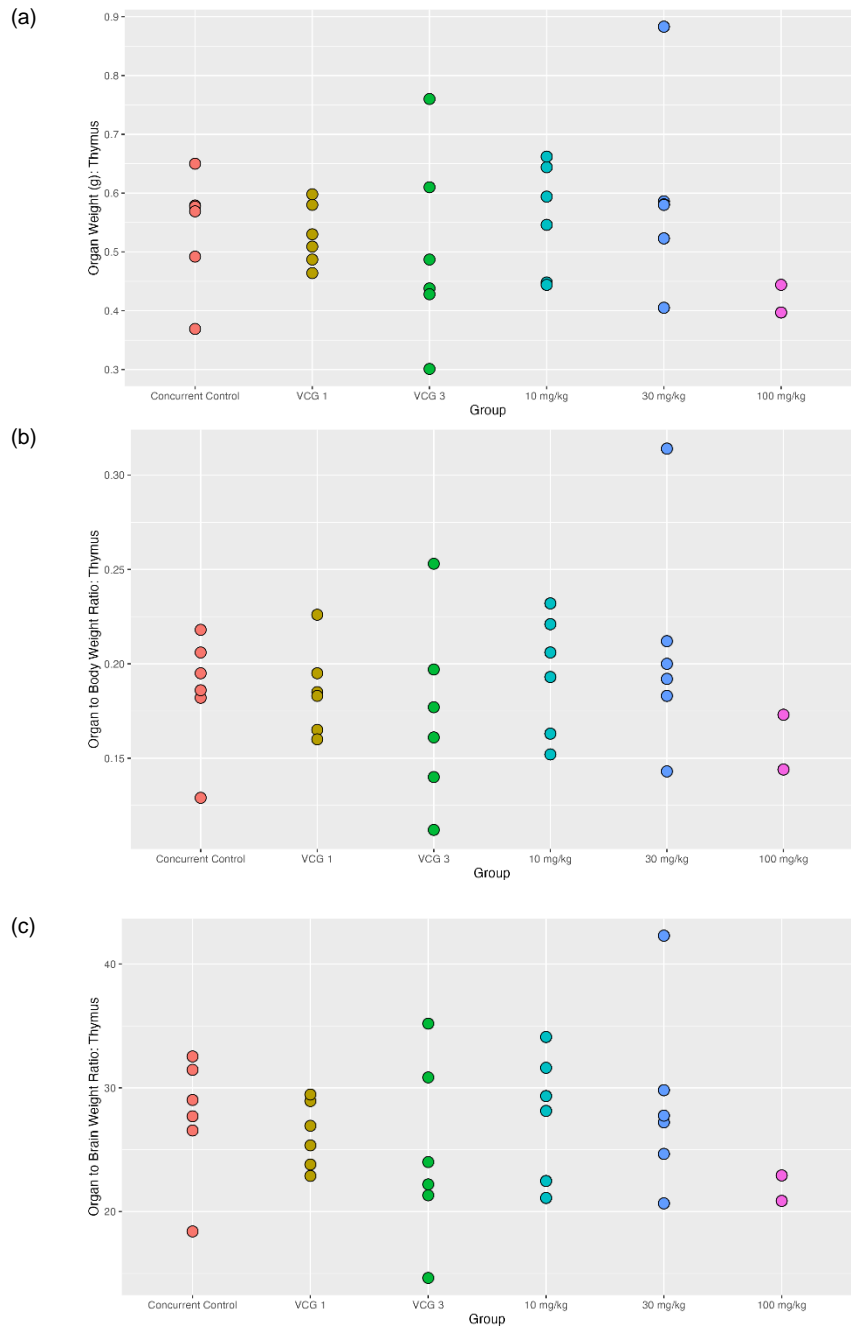 (a)
Organ Weight (g): Thymus
0.9
0.8
0.7
0.6
0.5
0.4
0.3
Concurrent Control VCG 1 VCG 3 10 mg/kg 30 mg/kg 100 mg/kg
Group
(b)
Organ to Body Weight Ratio: Thymus
0.30
0.25
0.20
0.15
Concurrent Control VCG 1 VCG 3 10 mg/kg 30 mg/kg 100 mg/kg
Group
(c)
Organ to Brain Weight Ratio: Thymus
40
30
20
Concurrent Control VCG 1 VCG 3 10 mg/kg 30 mg/kg 100 mg/kg
Group